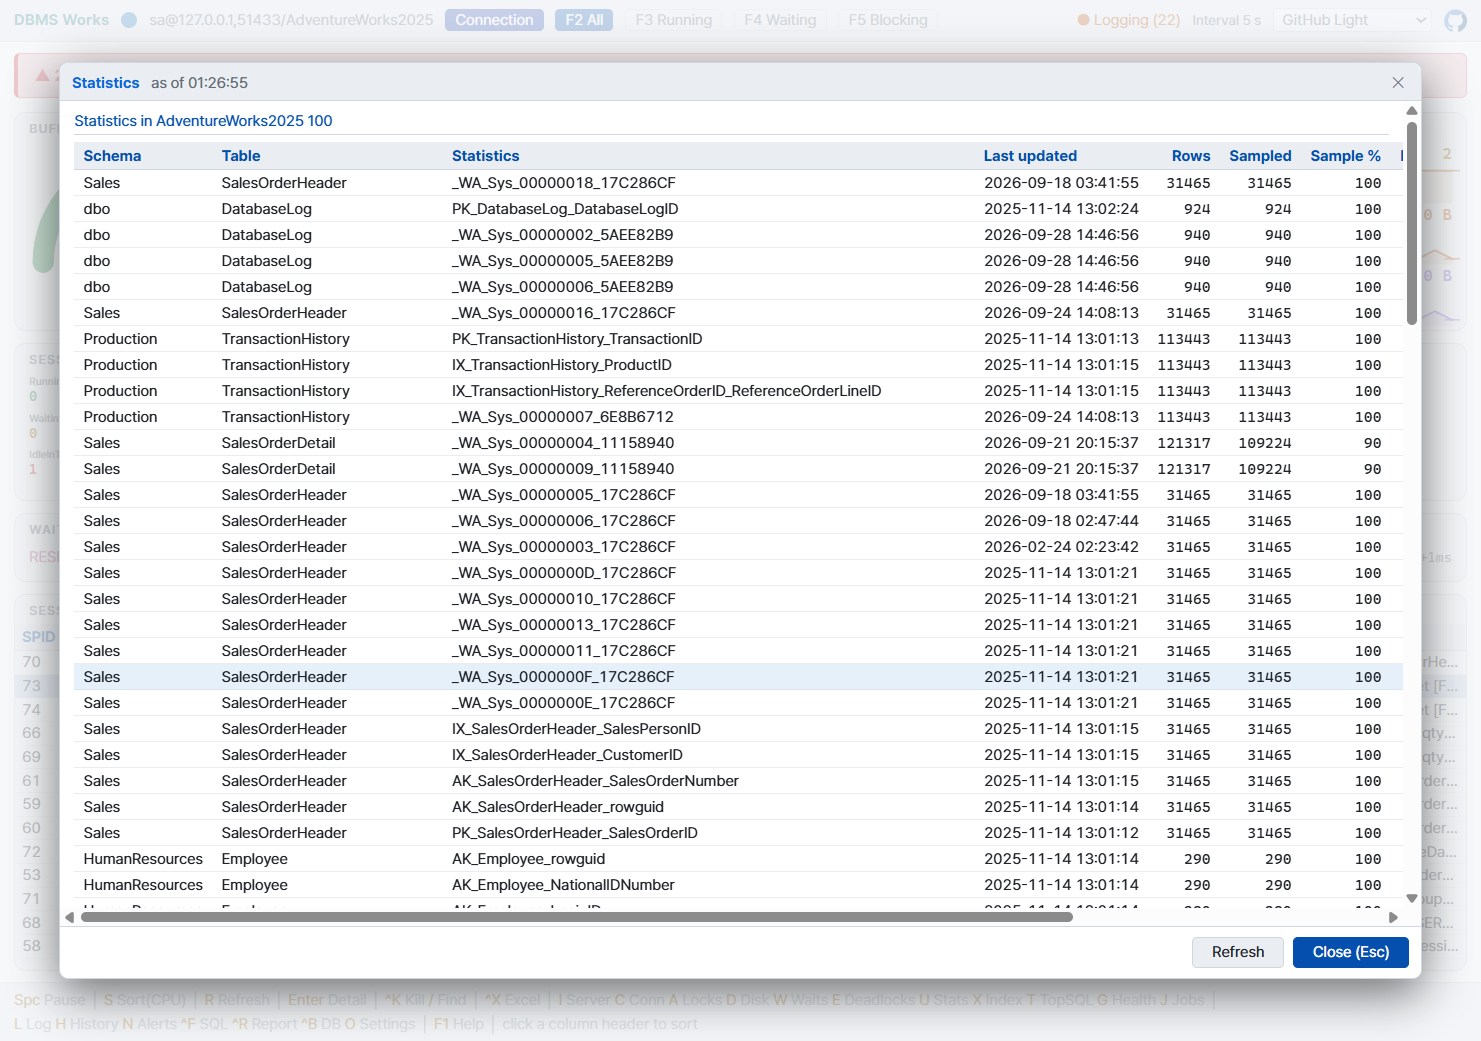 DBMS Works sa@127.0.0.1,51433/AdventureWorks2025 Connection F2 All F3 Running F4 Waiting F5 Blocking Logging (22) Interval 5 s GitHub Light
Statistics as of 01:26:55
Statistics in AdventureWorks2025 100
Schema Table Statistics Last updated Rows Sampled Sample %
Sales SalesOrderHeader _WA_Sys_00000018_17C286CF 2026-09-18 03:41:55 31465 31465 100
dbo DatabaseLog PK_DatabaseLog_DatabaseLogID 2025-11-14 13:02:24 924 924 100
dbo DatabaseLog _WA_Sys_00000002_5AEE82B9 2026-09-28 14:46:56 940 940 100
dbo DatabaseLog _WA_Sys_00000005_5AEE82B9 2026-09-28 14:46:56 940 940 100
dbo DatabaseLog _WA_Sys_00000006_5AEE82B9 2026-09-28 14:46:56 940 940 100
Sales SalesOrderHeader _WA_Sys_00000016_17C286CF 2026-09-24 14:08:13 31465 31465 100
Production TransactionHistory PK_TransactionHistory_TransactionID 2025-11-14 13:01:13 113443 113443 100
Production TransactionHistory IX_TransactionHistory_ProductID 2025-11-14 13:01:15 113443 113443 100
Production TransactionHistory IX_TransactionHistory_ReferenceOrderID_ReferenceOrderLineID 2025-11-14 13:01:15 113443 113443 100
Production TransactionHistory _WA_Sys_00000007_6E8B6712 2026-09-24 14:08:13 113443 113443 100
Sales SalesOrderDetail _WA_Sys_00000004_11158940 2026-09-21 20:15:37 121317 109224 90
Sales SalesOrderDetail _WA_Sys_00000009_11158940 2026-09-21 20:15:37 121317 109224 90
Sales SalesOrderHeader _WA_Sys_00000005_17C286CF 2026-09-18 03:41:55 31465 31465 100
Sales SalesOrderHeader _WA_Sys_00000006_17C286CF 2026-09-18 02:47:44 31465 31465 100
Sales SalesOrderHeader _WA_Sys_00000003_17C286CF 2026-02-24 02:23:42 31465 31465 100
Sales SalesOrderHeader _WA_Sys_0000000D_17C286CF 2025-11-14 13:01:21 31465 31465 100
Sales SalesOrderHeader _WA_Sys_00000010_17C286CF 2025-11-14 13:01:21 31465 31465 100
Sales SalesOrderHeader _WA_Sys_00000013_17C286CF 2025-11-14 13:01:21 31465 31465 100
Sales SalesOrderHeader _WA_Sys_00000011_17C286CF 2025-11-14 13:01:21 31465 31465 100
Sales SalesOrderHeader _WA_Sys_0000000F_17C286CF 2025-11-14 13:01:21 31465 31465 100
Sales SalesOrderHeader _WA_Sys_0000000E_17C286CF 2025-11-14 13:01:21 31465 31465 100
Sales SalesOrderHeader IX_SalesOrderHeader_SalesPersonID 2025-11-14 13:01:15 31465 31465 100
Sales SalesOrderHeader IX_SalesOrderHeader_CustomerID 2025-11-14 13:01:15 31465 31465 100
Sales SalesOrderHeader AK_SalesOrderHeader_SalesOrderNumber 2025-11-14 13:01:15 31465 31465 100
Sales SalesOrderHeader AK_SalesOrderHeader_rowguid 2025-11-14 13:01:14 31465 31465 100
Sales SalesOrderHeader PK_SalesOrderHeader_SalesOrderID 2025-11-14 13:01:12 31465 31465 100
HumanResources Employee AK_Employee_rowguid 2025-11-14 13:01:14 290 290 100
HumanResources Employee AK_Employee_NationalIDNumber 2025-11-14 13:01:14 290 290 100
Refresh Close (Esc)
SPID
70
73
74
66
69
61
59
60
72
53
71
68
58
Spc Pause | S Sort(CPU) | R Refresh | Enter Detail | ^K Kill / Find | ^X Excel | I Server C Conn A Locks D Disk W Waits E Deadlocks U Stats X Index T TopSQL G Health J Jobs |
L Log H History N Alerts ^F SQL ^R Report ^B DB O Settings | F1 Help | click a column header to sort